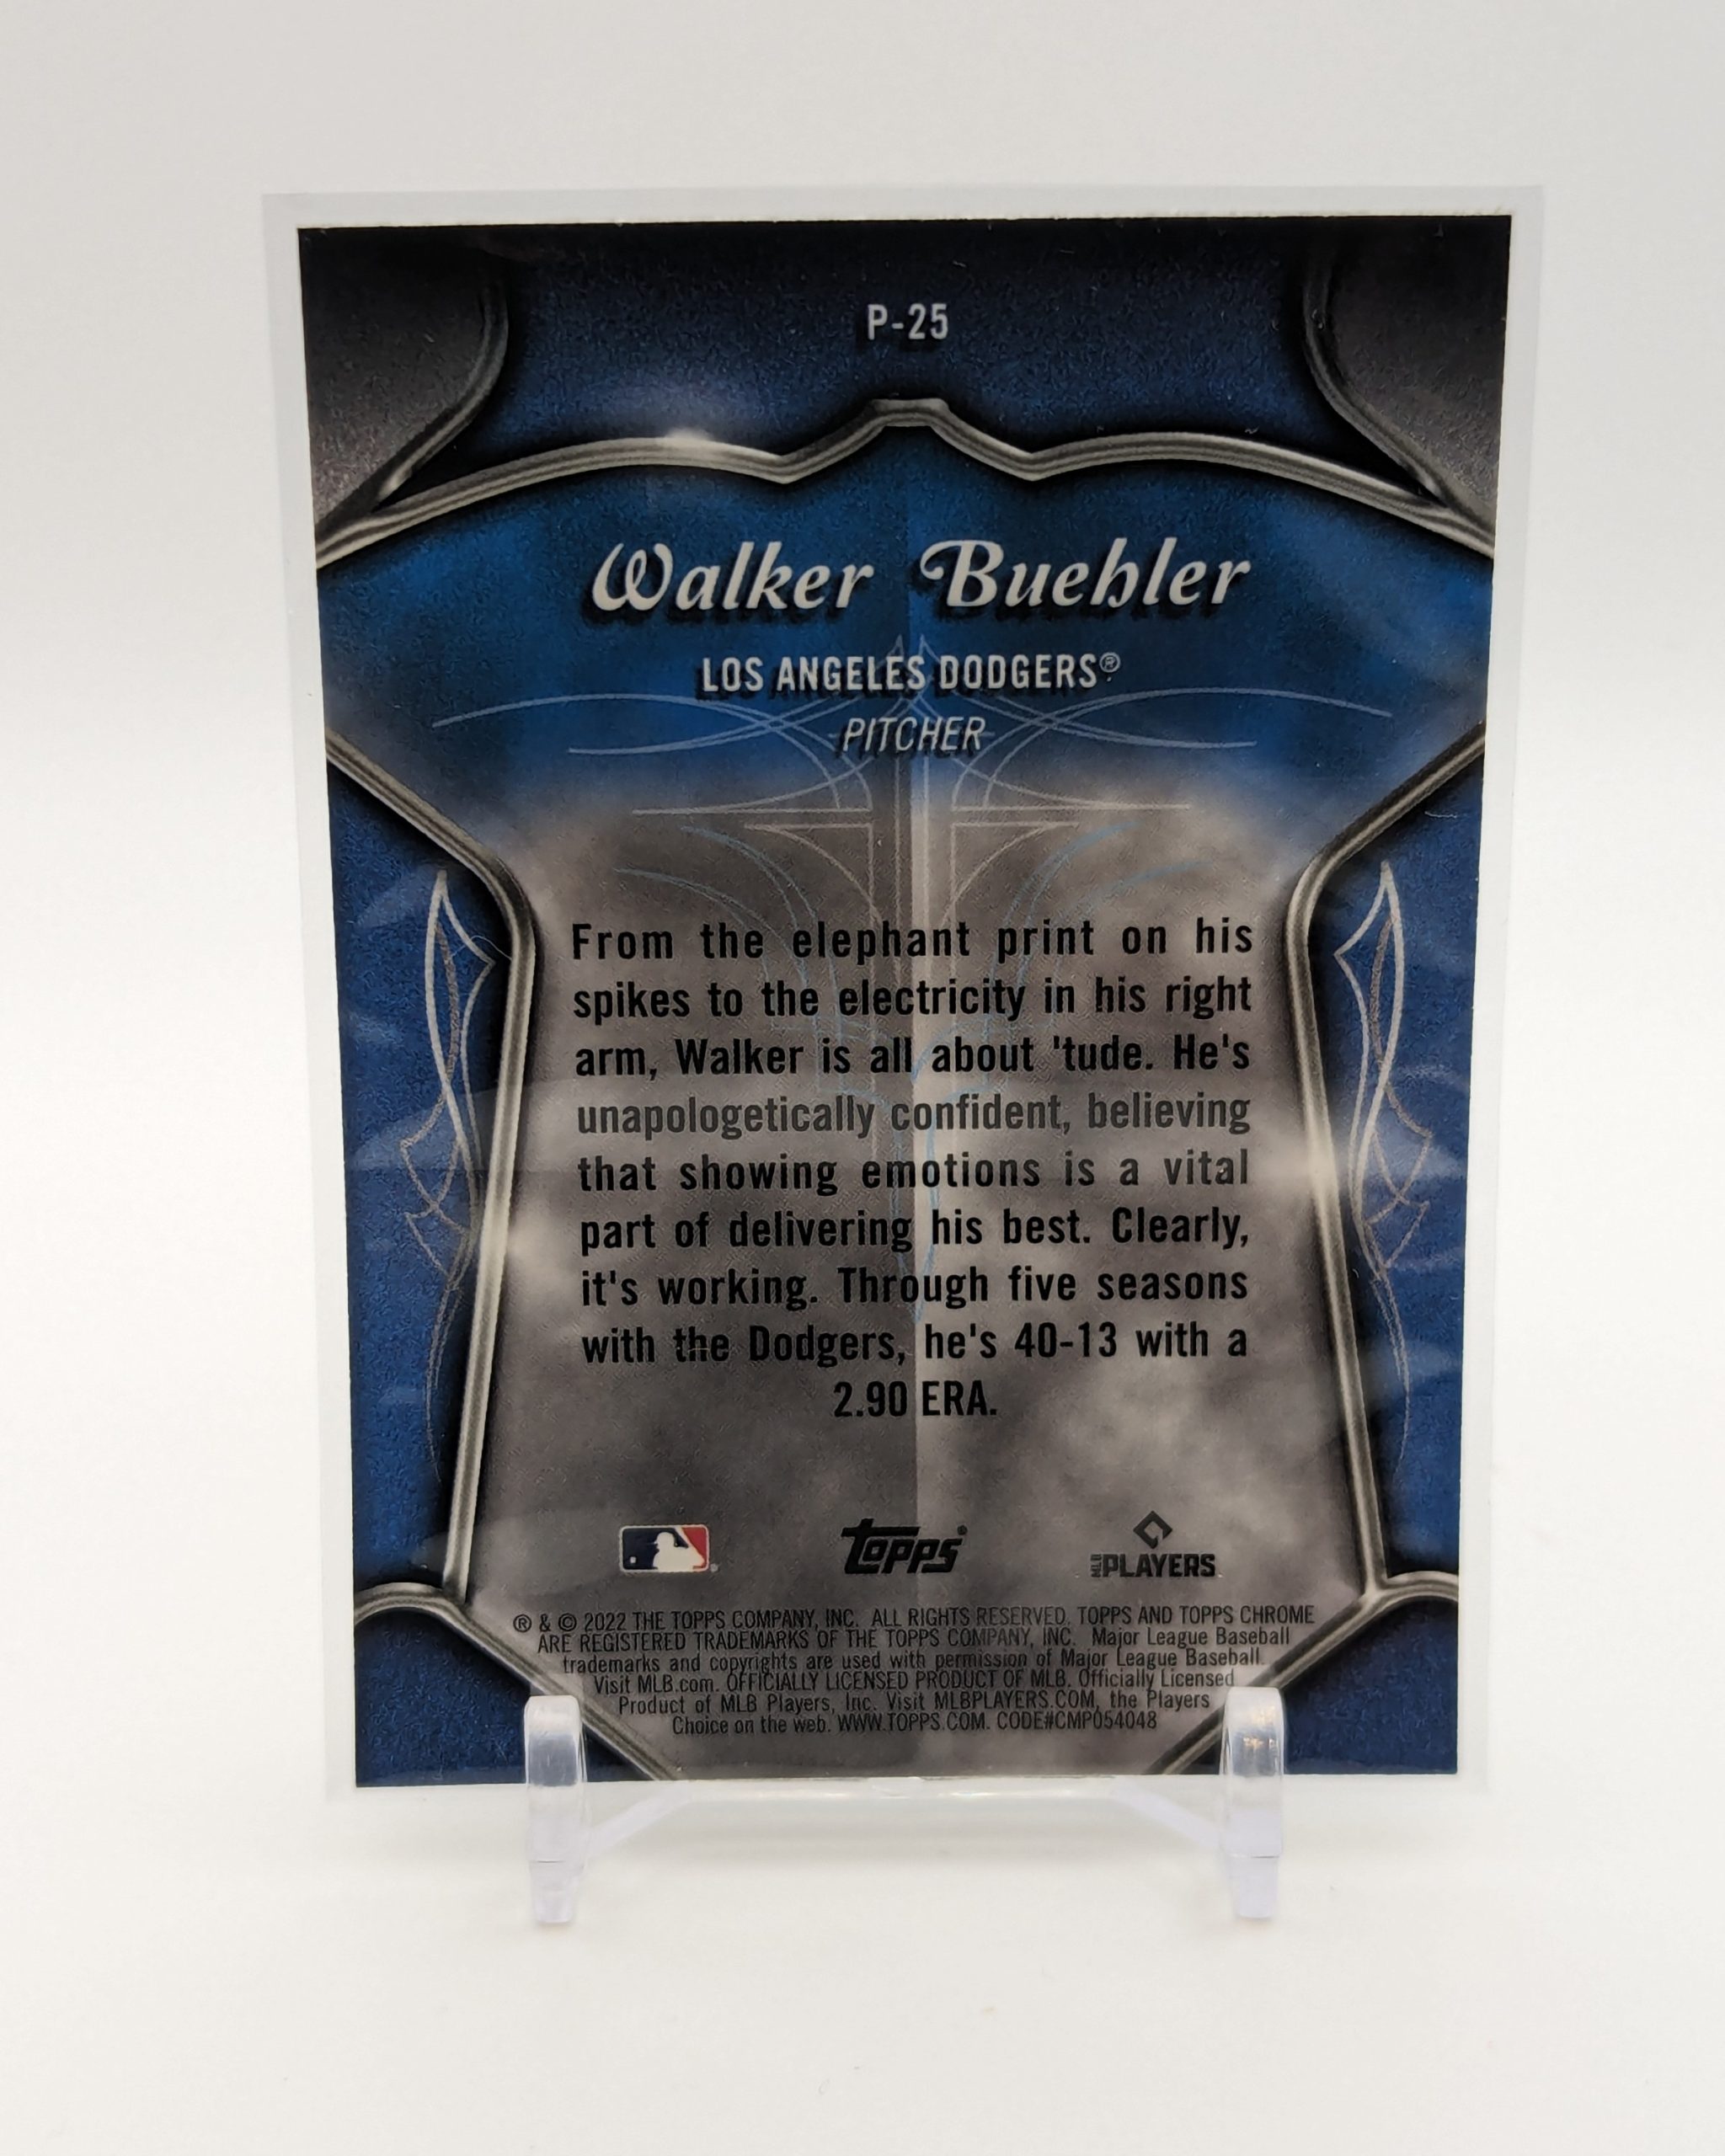 P-25
Walker Buehler
LOS ANGELES DODGERS®
PITCHER
From the elephant print on his
spikes to the electricity in his right
arm, Walker is all about 'tude. He's
unapologetically confident, believing
that showing emotions is a vital
part of delivering his best. Clearly,
it's working. Through five seasons
with the Dodgers, he's 40-13 with a
2.90 ERA.
Topps®
MLB PLAYERS
® & © 2022 THE TOPPS COMPANY, INC. ALL RIGHTS RESERVED. TOPPS AND TOPPS CHROME
ARE REGISTERED TRADEMARKS OF THE TOPPS COMPANY, INC. Major League Baseball
trademarks and copyrights are used with permission of Major League Baseball.
Visit MLB.com. OFFICIALLY LICENSED PRODUCT OF MLB. Officially Licensed
Product of MLB Players, Inc. Visit MLBPLAYERS.COM, the Players
Choice on the web. WWW.TOPPS.COM. CODE#CMP054048